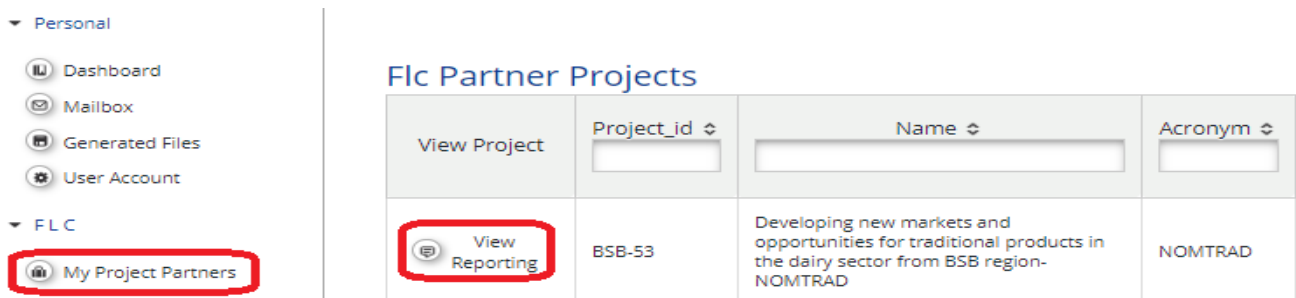 Personal
Dashboard
Mailbox
Generated Files
User Account
F L C
My Project Partners
Flc Partner Projects
View Project
Project_id
Name
Acronym
View
Reporting
BSB-53
Developing new markets and
opportunities for traditional products in
the dairy sector from BSB region-
NOMTRAD
NOMTRAD